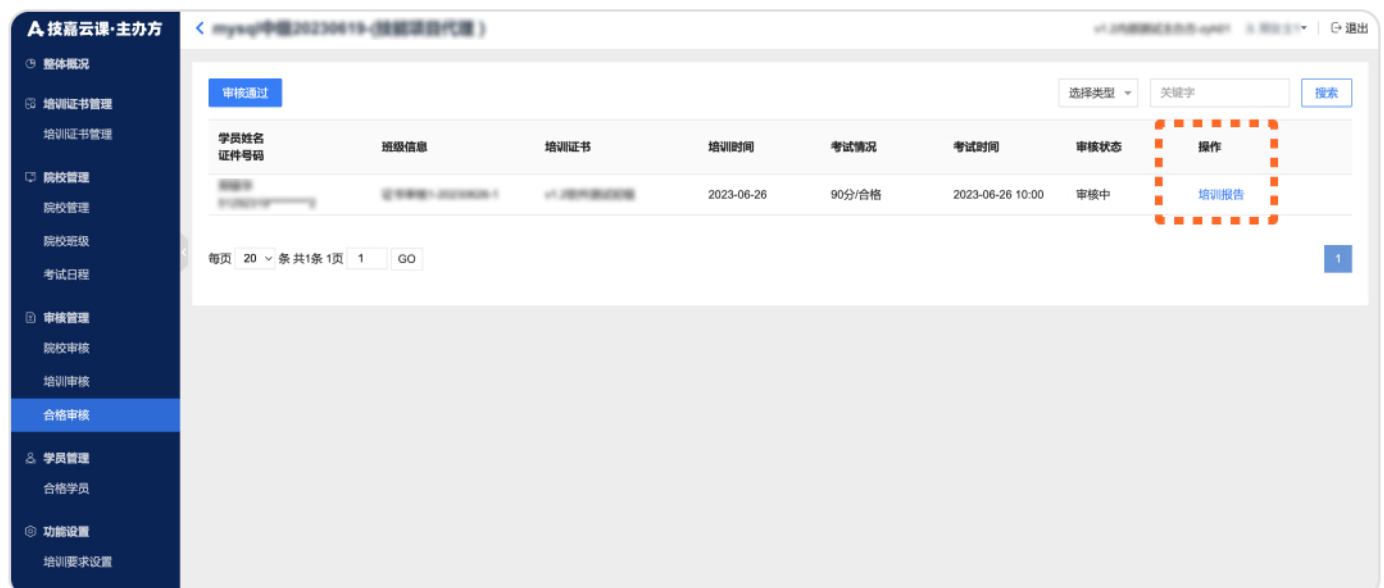 技嘉云课·主办方
退出
整体概况
培训证书管理
培训证书管理
院校管理
院校管理
院校班级
考试日程
审核管理
院校审核
培训审核
合格审核
学员管理
合格学员
功能设置
培训要求设置
审核通过
选择类型
关键字
搜索
学员姓名
证件号码
班级信息
培训证书
培训时间
考试情况
考试时间
审核状态
操作
2023-06-26
90分/合格
2023-06-26 10:00
审核中
培训报告
每页 20 条 共1条 1页 1 GO
1